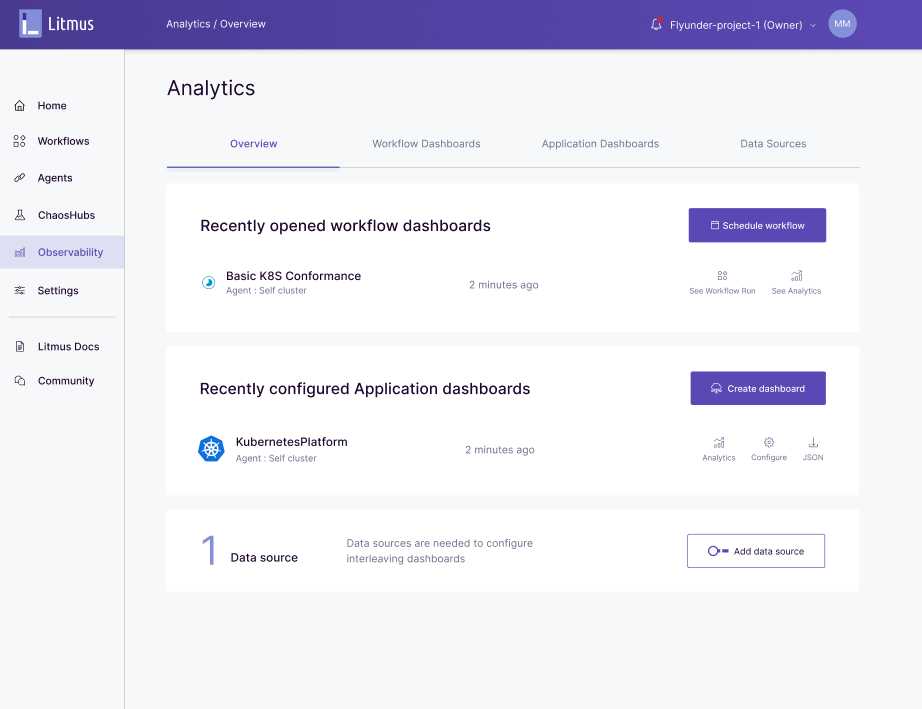 Litmus
Analytics / Overview
Flyunder-project-1 (Owner)
MM
Home
Workflows
Agents
ChaosHubs
Observability
Settings
Litmus Docs
Community
Analytics
Overview
Workflow Dashboards
Application Dashboards
Data Sources
Recently opened workflow dashboards
Schedule workflow
Basic K8S Conformance
Agent : Self cluster
2 minutes ago
See Workflow Run
See Analytics
Recently configured Application dashboards
Create dashboard
KubernetesPlatform
Agent : Self cluster
2 minutes ago
Analytics
Configure
JSON
1 Data source
Data sources are needed to configure
interleaving dashboards
Add data source